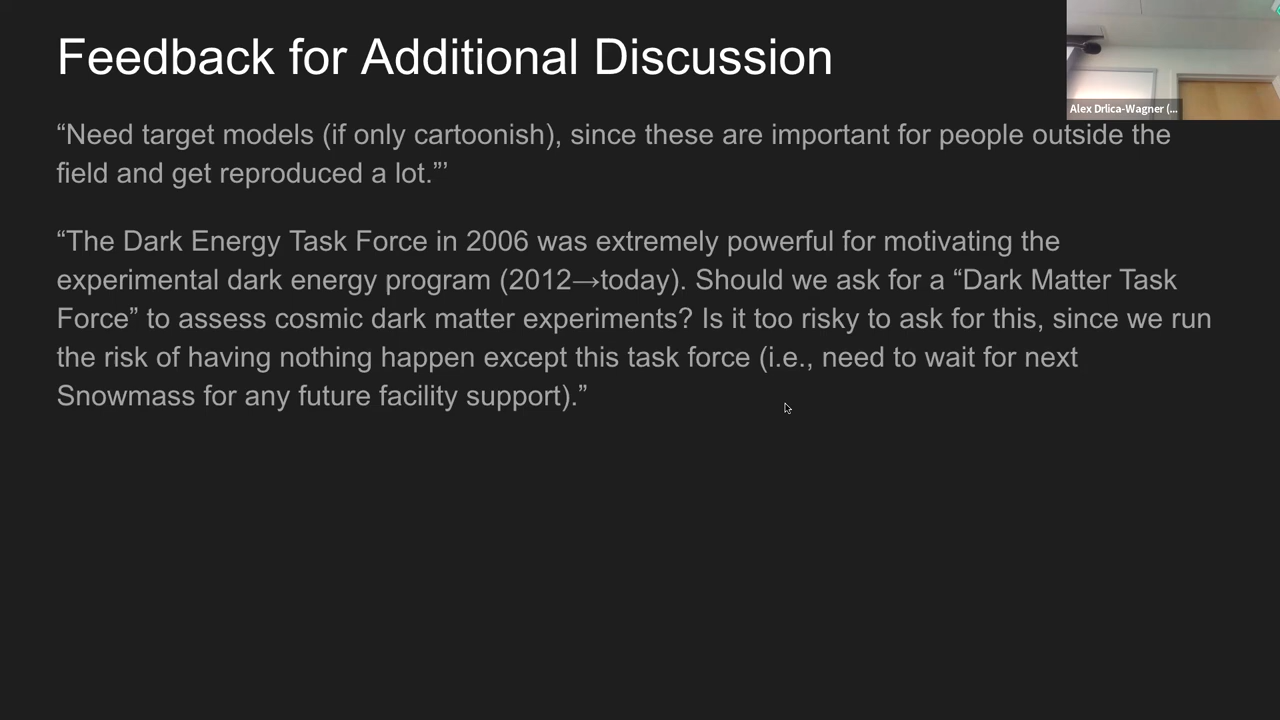 Feedback for Additional Discussion
Alex Drlica-Wagner (...
“Need target models (if only cartoonish), since these are important for people outside the
field and get reproduced a lot.”’
“The Dark Energy Task Force in 2006 was extremely powerful for motivating the
experimental dark energy program (2012→today). Should we ask for a “Dark Matter Task
Force” to assess cosmic dark matter experiments? Is it too risky to ask for this, since we run
the risk of having nothing happen except this task force (i.e., need to wait for next
Snowmass for any future facility support).”